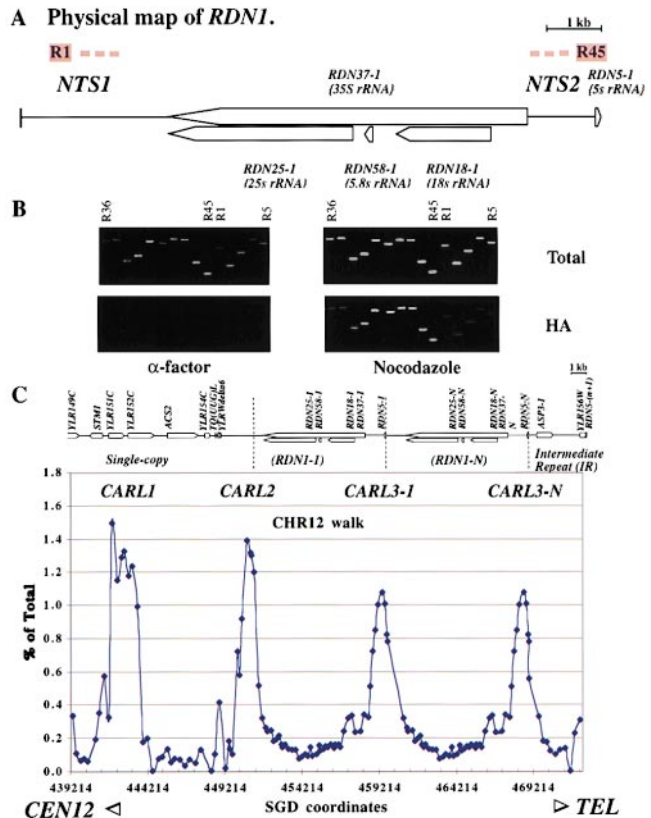 A Physical map of RDN1.
1 kb
R1
R45
RDN37-1
(35S rRNA)
NTS1
NTS2
RDN5-1
(5s rRNA)
RDN25-1
(25s rRNA)
RDN58-1
(5.8s rRNA)
RDN18-1
(18s rRNA)
B
R36
R45
R1
R5
R36
R45
R1
R5
Total
HA
α-factor
Nocodazole
C
1 kb
YLR149C
STM1
YLR151C
YLR152C
ACS2
YLR154C
YLRWdelta6
RDN25-1
RDN58-1
RDN18-1
RDN37-1
RDN5-1
RDN25-N
RDN58-N
RDN18-N
RDN37-N
RDN5-N
ASP3-1
YLR156W
RDN5-(n+1)
Single-copy
(RDN1-1)
(RDN1-N)
Intermediate
Repeat (IR)
CARL1
CARL2
CARL3-1
CARL3-N
CHR12 walk
% of Total
1.6
1.4
1.2
1.0
0.8
0.6
0.4
0.2
0.0
439214
444214
449214
454214
459214
464214
469214
CEN12
SGD coordinates
TEL